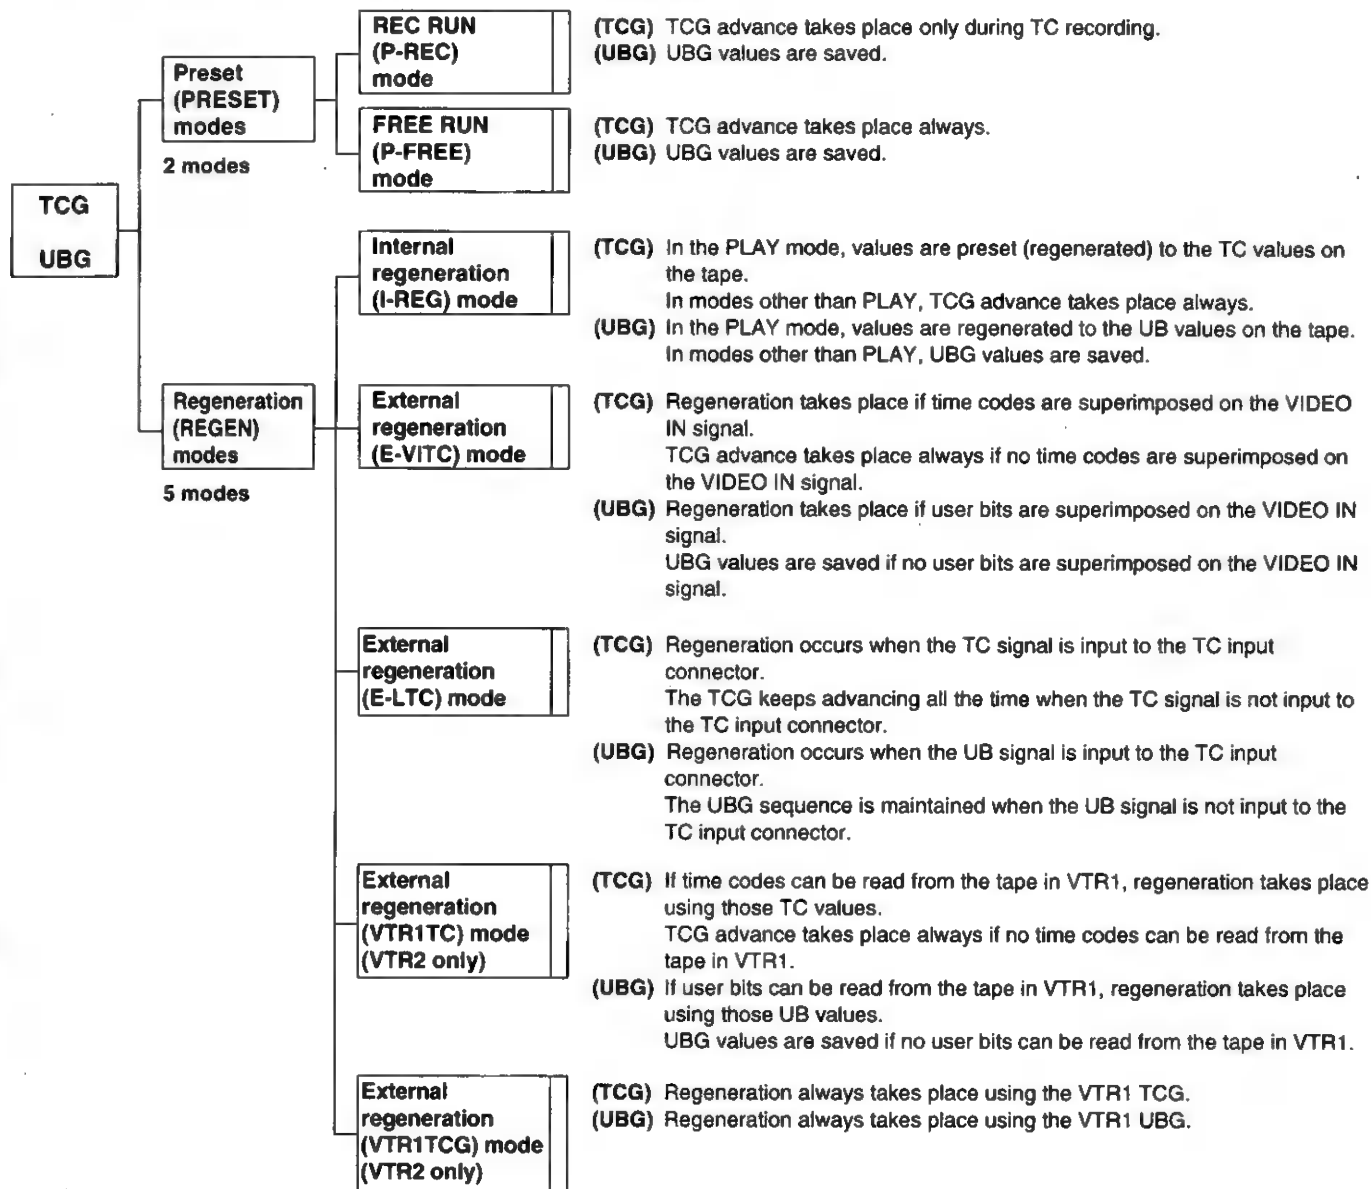 TCG
UBG
Preset
(PRESET)
modes
2 modes
REC RUN
(P-REC)
mode
(TCG) TCG advance takes place only during TC recording.
(UBG) UBG values are saved.
FREE RUN
(P-FREE)
mode
(TCG) TCG advance takes place always.
(UBG) UBG values are saved.
Regeneration
(REGEN)
modes
5 modes
Internal
regeneration
(I-REG) mode
(TCG) In the PLAY mode, values are preset (regenerated) to the TC values on
the tape.
In modes other than PLAY, TCG advance takes place always.
(UBG) In the PLAY mode, values are regenerated to the UB values on the tape.
In modes other than PLAY, UBG values are saved.
External
regeneration
(E-VITC) mode
(TCG) Regeneration takes place if time codes are superimposed on the VIDEO
IN signal.
TCG advance takes place always if no time codes are superimposed on
the VIDEO IN signal.
(UBG) Regeneration takes place if user bits are superimposed on the VIDEO IN
signal.
UBG values are saved if no user bits are superimposed on the VIDEO IN
signal.
External
regeneration
(E-LTC) mode
(TCG) Regeneration occurs when the TC signal is input to the TC input
connector.
The TCG keeps advancing all the time when the TC signal is not input to
the TC input connector.
(UBG) Regeneration occurs when the UB signal is input to the TC input
connector.
The UBG sequence is maintained when the UB signal is not input to the
TC input connector.
External
regeneration
(VTR1TC) mode
(VTR2 only)
(TCG) If time codes can be read from the tape in VTR1, regeneration takes place
using those TC values.
TCG advance takes place always if no time codes can be read from the
tape in VTR1.
(UBG) If user bits can be read from the tape in VTR1, regeneration takes place
using those UB values.
UBG values are saved if no user bits can be read from the tape in VTR1.
External
regeneration
(VTR1TCG) mode
(VTR2 only)
(TCG) Regeneration always takes place using the VTR1 TCG.
(UBG) Regeneration always takes place using the VTR1 UBG.